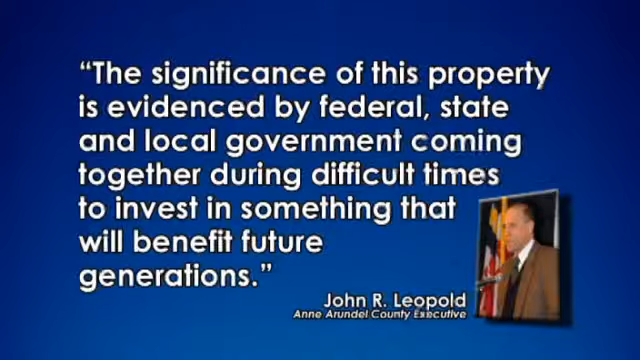 “The significance of this property
is evidenced by federal, state
and local government coming
together during difficult times
to invest in something that
will benefit future
generations.”
John R. Leopold
Anne Arundel County Executive